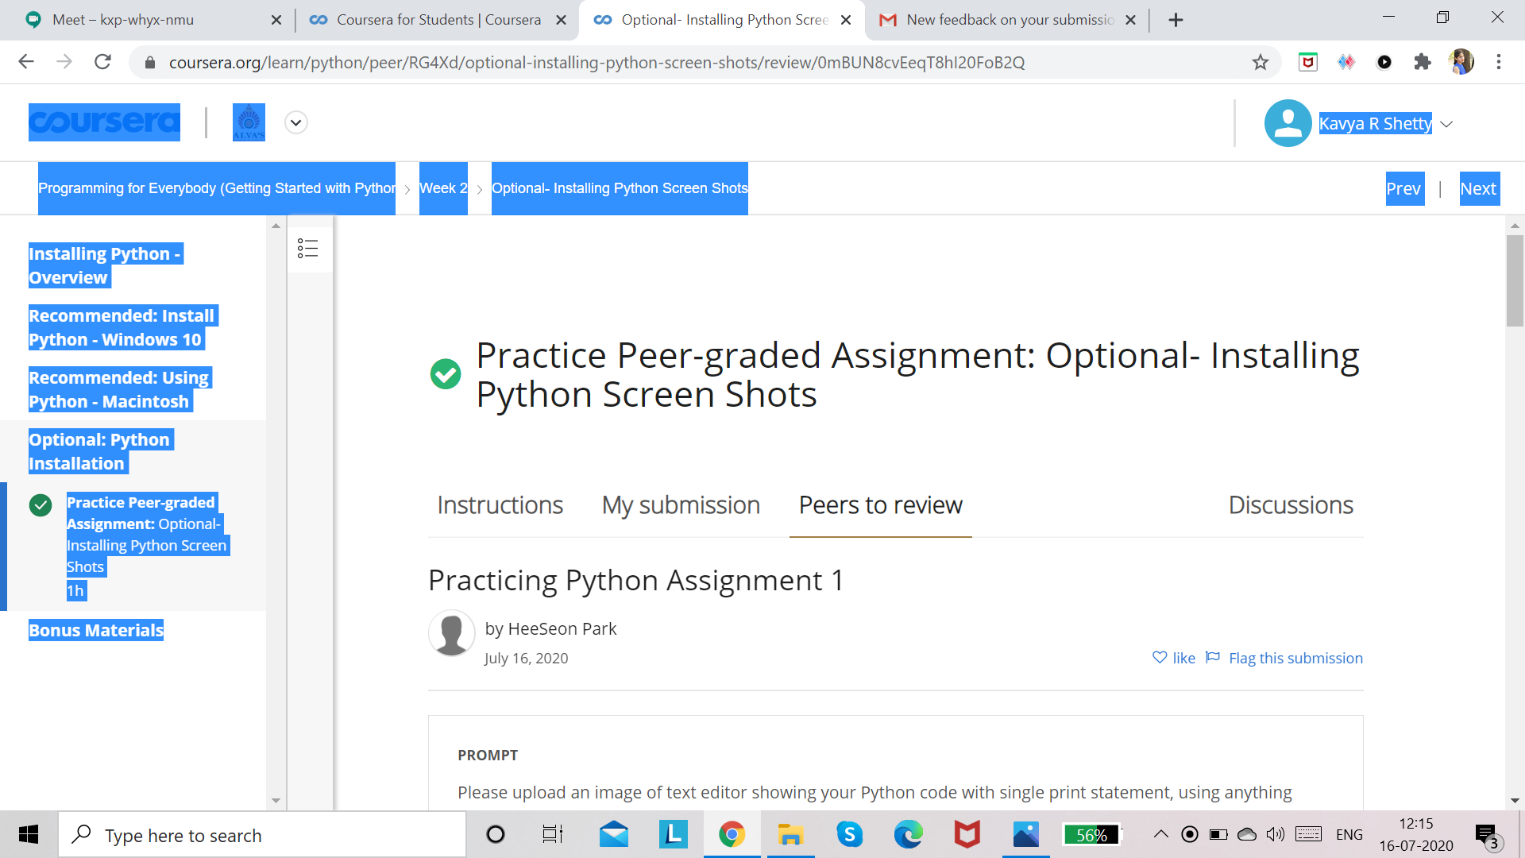 Meet – kxp-whyx-nmu
Coursera for Students | Coursera
Optional- Installing Python Scree
New feedback on your submissio
coursera.org/learn/python/peer/RG4Xd/optional-installing-python-screen-shots/review/0mBUN8cvEeqT8hI20FoB2Q
coursera
ALVA'S
Kavya R Shetty
Programming for Everybody (Getting Started with Python
Week 2
Optional- Installing Python Screen Shots
Prev | Next
Installing Python -
Overview
Recommended: Install
Python - Windows 10
Recommended: Using
Python - Macintosh
Optional: Python
Installation
Practice Peer-graded
Assignment: Optional-
Installing Python Screen
Shots
1h
Bonus Materials
Practice Peer-graded Assignment: Optional- Installing
Python Screen Shots
Instructions
My submission
Peers to review
Discussions
Practicing Python Assignment 1
by HeeSeon Park
July 16, 2020
like
Flag this submission
PROMPT
Please upload an image of text editor showing your Python code with single print statement, using anything
Type here to search
56%
ENG
12:15
16-07-2020
3